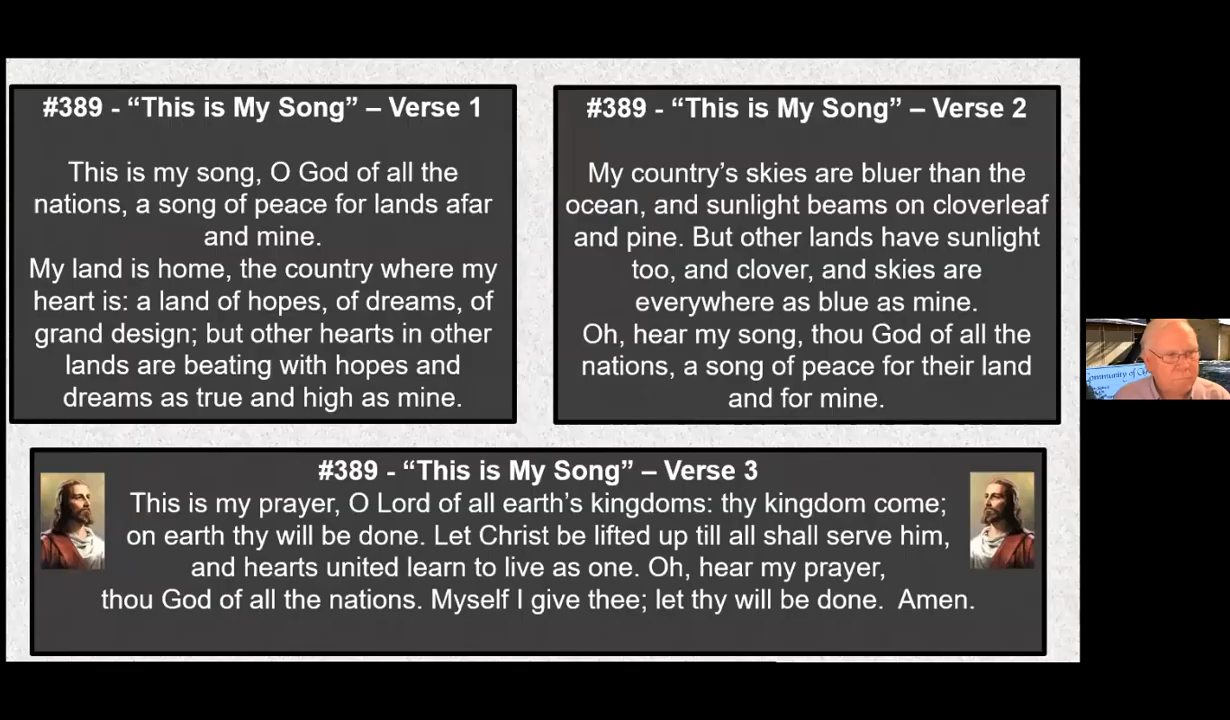 #389 - “This is My Song” – Verse 1
This is my song, O God of all the
nations, a song of peace for lands afar
and mine.
My land is home, the country where my
heart is: a land of hopes, of dreams, of
grand design; but other hearts in other
lands are beating with hopes and
dreams as true and high as mine.
#389 - “This is My Song” – Verse 2
My country’s skies are bluer than the
ocean, and sunlight beams on cloverleaf
and pine. But other lands have sunlight
too, and clover, and skies are
everywhere as blue as mine.
Oh, hear my song, thou God of all the
nations, a song of peace for their land
and for mine.
#389 - “This is My Song” – Verse 3
This is my prayer, O Lord of all earth’s kingdoms: thy kingdom come;
on earth thy will be done. Let Christ be lifted up till all shall serve him,
and hearts united learn to live as one. Oh, hear my prayer,
thou God of all the nations. Myself I give thee; let thy will be done.  Amen.
Community of